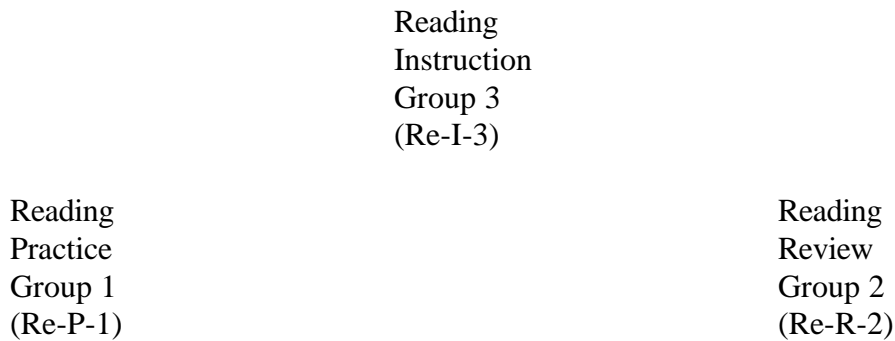 Reading
Instruction
Group 3
(Re-I-3)
Reading
Practice
Group 1
(Re-P-1)
Reading
Review
Group 2
(Re-R-2)